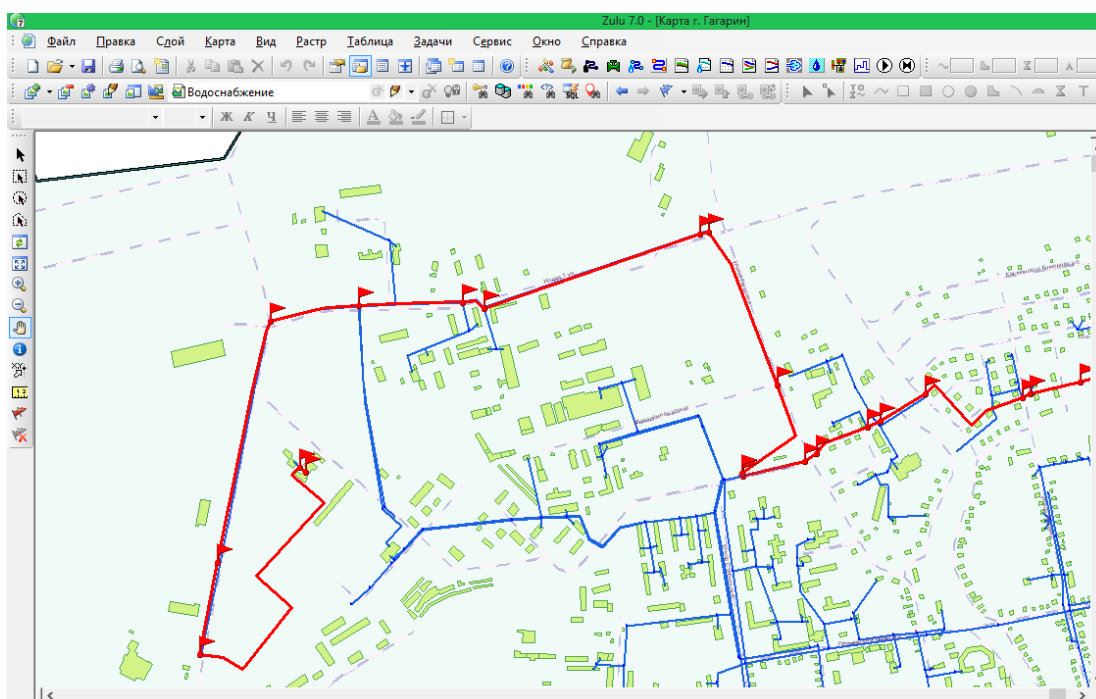 Zulu 7.0 - [Карта г. Гагарин]
Файл Правка Слой Карта Вид Растр Таблица Задачи Сервис Окно Справка
Водоснабжение
Ж К Ч